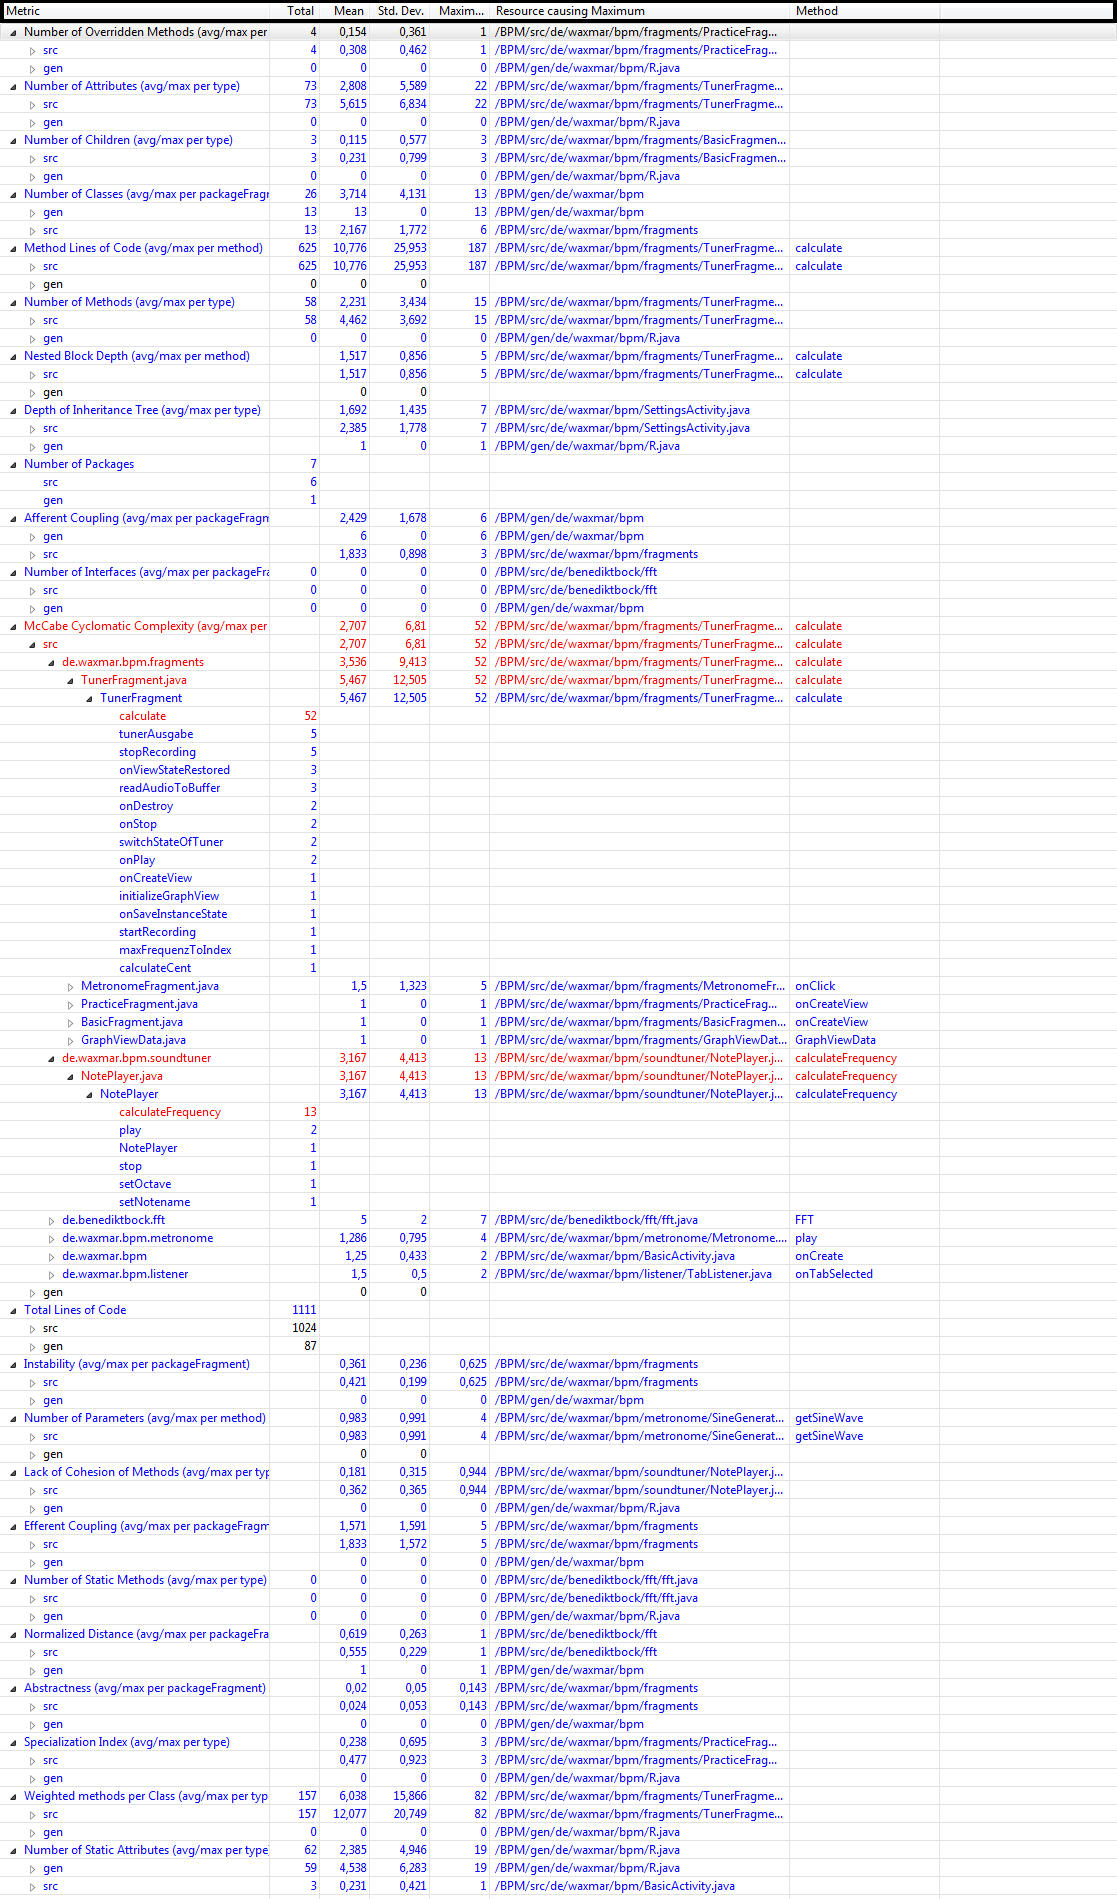 Metric Total Mean Std. Dev. Maxim... Resource causing Maximum Method
Number of Overridden Methods (avg/max per 4 0,154 0,361 1 /BPM/src/de/waxmar/bpm/fragments/PracticeFrag...
src 4 0,308 0,462 1 /BPM/src/de/waxmar/bpm/fragments/PracticeFrag...
gen 0 0 0 0 /BPM/gen/de/waxmar/bpm/R.java
Number of Attributes (avg/max per type) 73 2,808 5,589 22 /BPM/src/de/waxmar/bpm/fragments/TunerFragme...
src 73 5,615 6,834 22 /BPM/src/de/waxmar/bpm/fragments/TunerFragme...
gen 0 0 0 0 /BPM/gen/de/waxmar/bpm/R.java
Number of Children (avg/max per type) 3 0,115 0,577 3 /BPM/src/de/waxmar/bpm/fragments/BasicFragmen...
src 3 0,231 0,799 3 /BPM/src/de/waxmar/bpm/fragments/BasicFragmen...
gen 0 0 0 0 /BPM/gen/de/waxmar/bpm/R.java
Number of Classes (avg/max per packageFragr 26 3,714 4,131 13 /BPM/gen/de/waxmar/bpm
gen 13 13 0 13 /BPM/gen/de/waxmar/bpm
src 13 2,167 1,772 6 /BPM/src/de/waxmar/bpm/fragments
Method Lines of Code (avg/max per method) 625 10,776 25,953 187 /BPM/src/de/waxmar/bpm/fragments/TunerFragme... calculate
src 625 10,776 25,953 187 /BPM/src/de/waxmar/bpm/fragments/TunerFragme... calculate
gen 0 0 0
Number of Methods (avg/max per type) 58 2,231 3,434 15 /BPM/src/de/waxmar/bpm/fragments/TunerFragme...
src 58 4,462 3,692 15 /BPM/src/de/waxmar/bpm/fragments/TunerFragme...
gen 0 0 0 0 /BPM/gen/de/waxmar/bpm/R.java
Nested Block Depth (avg/max per method) 1,517 0,856 5 /BPM/src/de/waxmar/bpm/fragments/TunerFragme... calculate
src 1,517 0,856 5 /BPM/src/de/waxmar/bpm/fragments/TunerFragme... calculate
gen 0 0
Depth of Inheritance Tree (avg/max per type) 1,692 1,435 7 /BPM/src/de/waxmar/bpm/SettingsActivity.java
src 2,385 1,778 7 /BPM/src/de/waxmar/bpm/SettingsActivity.java
gen 1 0 1 /BPM/gen/de/waxmar/bpm/R.java
Number of Packages 7
src 6
gen 1
Afferent Coupling (avg/max per packageFragn 2,429 1,678 6 /BPM/gen/de/waxmar/bpm
gen 6 0 6 /BPM/gen/de/waxmar/bpm
src 1,833 0,898 3 /BPM/src/de/waxmar/bpm/fragments
Number of Interfaces (avg/max per packageFra 0 0 0 0 /BPM/src/de/benediktbock/fft
src 0 0 0 0 /BPM/src/de/benediktbock/fft
gen 0 0 0 0 /BPM/gen/de/waxmar/bpm
McCabe Cyclomatic Complexity (avg/max per 2,707 6,81 52 /BPM/src/de/waxmar/bpm/fragments/TunerFragme... calculate
src 2,707 6,81 52 /BPM/src/de/waxmar/bpm/fragments/TunerFragme... calculate
de.waxmar.bpm.fragments 3,536 9,413 52 /BPM/src/de/waxmar/bpm/fragments/TunerFragme... calculate
TunerFragment.java 5,467 12,505 52 /BPM/src/de/waxmar/bpm/fragments/TunerFragme... calculate
TunerFragment 5,467 12,505 52 /BPM/src/de/waxmar/bpm/fragments/TunerFragme... calculate
calculate 52
tunerAusgabe 5
stopRecording 5
onViewStateRestored 3
readAudioToBuffer 3
onDestroy 2
onStop 2
switchStateOfTuner 2
onPlay 2
onCreateView 1
initializeGraphView 1
onSaveInstanceState 1
startRecording 1
maxFrequenzToIndex 1
calculateCent 1
MetronomeFragment.java 1,5 1,323 5 /BPM/src/de/waxmar/bpm/fragments/MetronomeFr... onClick
PracticeFragment.java 1 0 1 /BPM/src/de/waxmar/bpm/fragments/PracticeFrag... onCreateView
BasicFragment.java 1 0 1 /BPM/src/de/waxmar/bpm/fragments/BasicFragmen... onCreateView
GraphViewData.java 1 0 1 /BPM/src/de/waxmar/bpm/fragments/GraphViewDat... GraphViewData
de.waxmar.bpm.soundtuner 3,167 4,413 13 /BPM/src/de/waxmar/bpm/soundtuner/NotePlayer.j... calculateFrequency
NotePlayer.java 3,167 4,413 13 /BPM/src/de/waxmar/bpm/soundtuner/NotePlayer.j... calculateFrequency
NotePlayer 3,167 4,413 13 /BPM/src/de/waxmar/bpm/soundtuner/NotePlayer.j... calculateFrequency
calculateFrequency 13
play 2
NotePlayer 1
stop 1
setOctave 1
setNotename 1
de.benediktbock.fft 5 2 7 /BPM/src/de/benediktbock/fft/fft.java FFT
de.waxmar.bpm.metronome 1,286 0,795 4 /BPM/src/de/waxmar/bpm/metronome/Metronome.... play
de.waxmar.bpm 1,25 0,433 2 /BPM/src/de/waxmar/bpm/BasicActivity.java onCreate
de.waxmar.bpm.listener 1,5 0,5 2 /BPM/src/de/waxmar/bpm/listener/TabListener.java onTabSelected
gen 0 0
Total Lines of Code 1111
src 1024
gen 87
Instability (avg/max per packageFragment) 0,361 0,236 0,625 /BPM/src/de/waxmar/bpm/fragments
src 0,421 0,199 0,625 /BPM/src/de/waxmar/bpm/fragments
gen 0 0 0 /BPM/gen/de/waxmar/bpm
Number of Parameters (avg/max per method) 0,983 0,991 4 /BPM/src/de/waxmar/bpm/metronome/SineGenerat... getSineWave
src 0,983 0,991 4 /BPM/src/de/waxmar/bpm/metronome/SineGenerat... getSineWave
gen 0 0
Lack of Cohesion of Methods (avg/max per typ 0,181 0,315 0,944 /BPM/src/de/waxmar/bpm/soundtuner/NotePlayer.j...
src 0,362 0,365 0,944 /BPM/src/de/waxmar/bpm/soundtuner/NotePlayer.j...
gen 0 0 0 /BPM/gen/de/waxmar/bpm/R.java
Efferent Coupling (avg/max per packageFragm 1,571 1,591 5 /BPM/src/de/waxmar/bpm/fragments
src 1,833 1,572 5 /BPM/src/de/waxmar/bpm/fragments
gen 0 0 0 /BPM/gen/de/waxmar/bpm
Number of Static Methods (avg/max per type) 0 0 0 0 /BPM/src/de/benediktbock/fft/fft.java
src 0 0 0 0 /BPM/src/de/benediktbock/fft/fft.java
gen 0 0 0 0 /BPM/gen/de/waxmar/bpm/R.java
Normalized Distance (avg/max per packageFra 0,619 0,263 1 /BPM/src/de/benediktbock/fft
src 0,555 0,229 1 /BPM/src/de/benediktbock/fft
gen 1 0 1 /BPM/gen/de/waxmar/bpm
Abstractness (avg/max per packageFragment) 0,02 0,05 0,143 /BPM/src/de/waxmar/bpm/fragments
src 0,024 0,053 0,143 /BPM/src/de/waxmar/bpm/fragments
gen 0 0 0 /BPM/gen/de/waxmar/bpm
Specialization Index (avg/max per type) 0,238 0,695 3 /BPM/src/de/waxmar/bpm/fragments/PracticeFrag...
src 0,477 0,923 3 /BPM/src/de/waxmar/bpm/fragments/PracticeFrag...
gen 0 0 0 /BPM/gen/de/waxmar/bpm/R.java
Weighted methods per Class (avg/max per typ 157 6,038 15,866 82 /BPM/src/de/waxmar/bpm/fragments/TunerFragme...
src 157 12,077 20,749 82 /BPM/src/de/waxmar/bpm/fragments/TunerFragme...
gen 0 0 0 0 /BPM/gen/de/waxmar/bpm/R.java
Number of Static Attributes (avg/max per type 62 2,385 4,946 19 /BPM/gen/de/waxmar/bpm/R.java
gen 59 4,538 6,283 19 /BPM/gen/de/waxmar/bpm/R.java
src 3 0,231 0,421 1 /BPM/src/de/waxmar/bpm/BasicActivity.java